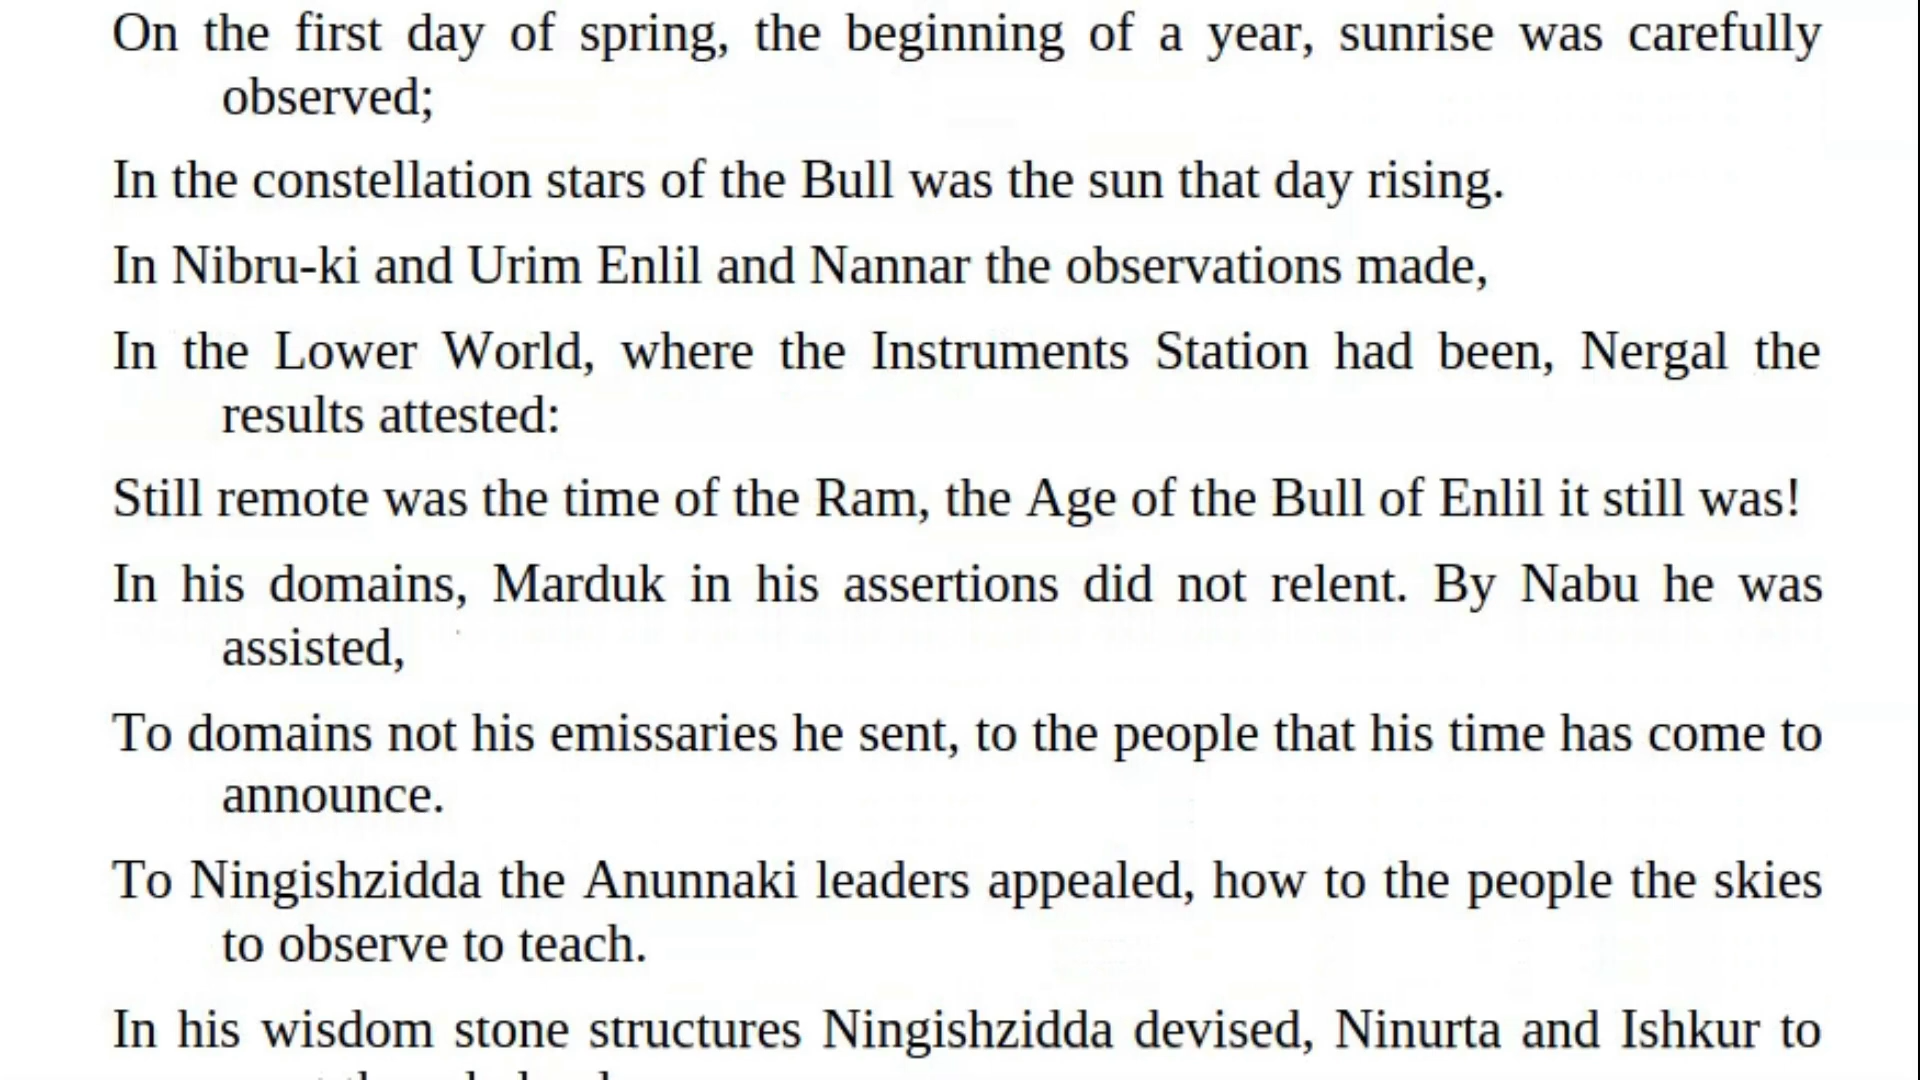 On the first day of spring, the beginning of a year, sunrise was carefully
observed;
In the constellation stars of the Bull was the sun that day rising.
In Nibru-ki and Urim Enlil and Nannar the observations made,
In the Lower World, where the Instruments Station had been, Nergal the
results attested:
Still remote was the time of the Ram, the Age of the Bull of Enlil it still was!
In his domains, Marduk in his assertions did not relent. By Nabu he was
assisted,
To domains not his emissaries he sent, to the people that his time has come to
announce.
To Ningishzidda the Anunnaki leaders appealed, how to the people the skies
to observe to teach.
In his wisdom stone structures Ningishzidda devised, Ninurta and Ishkur to